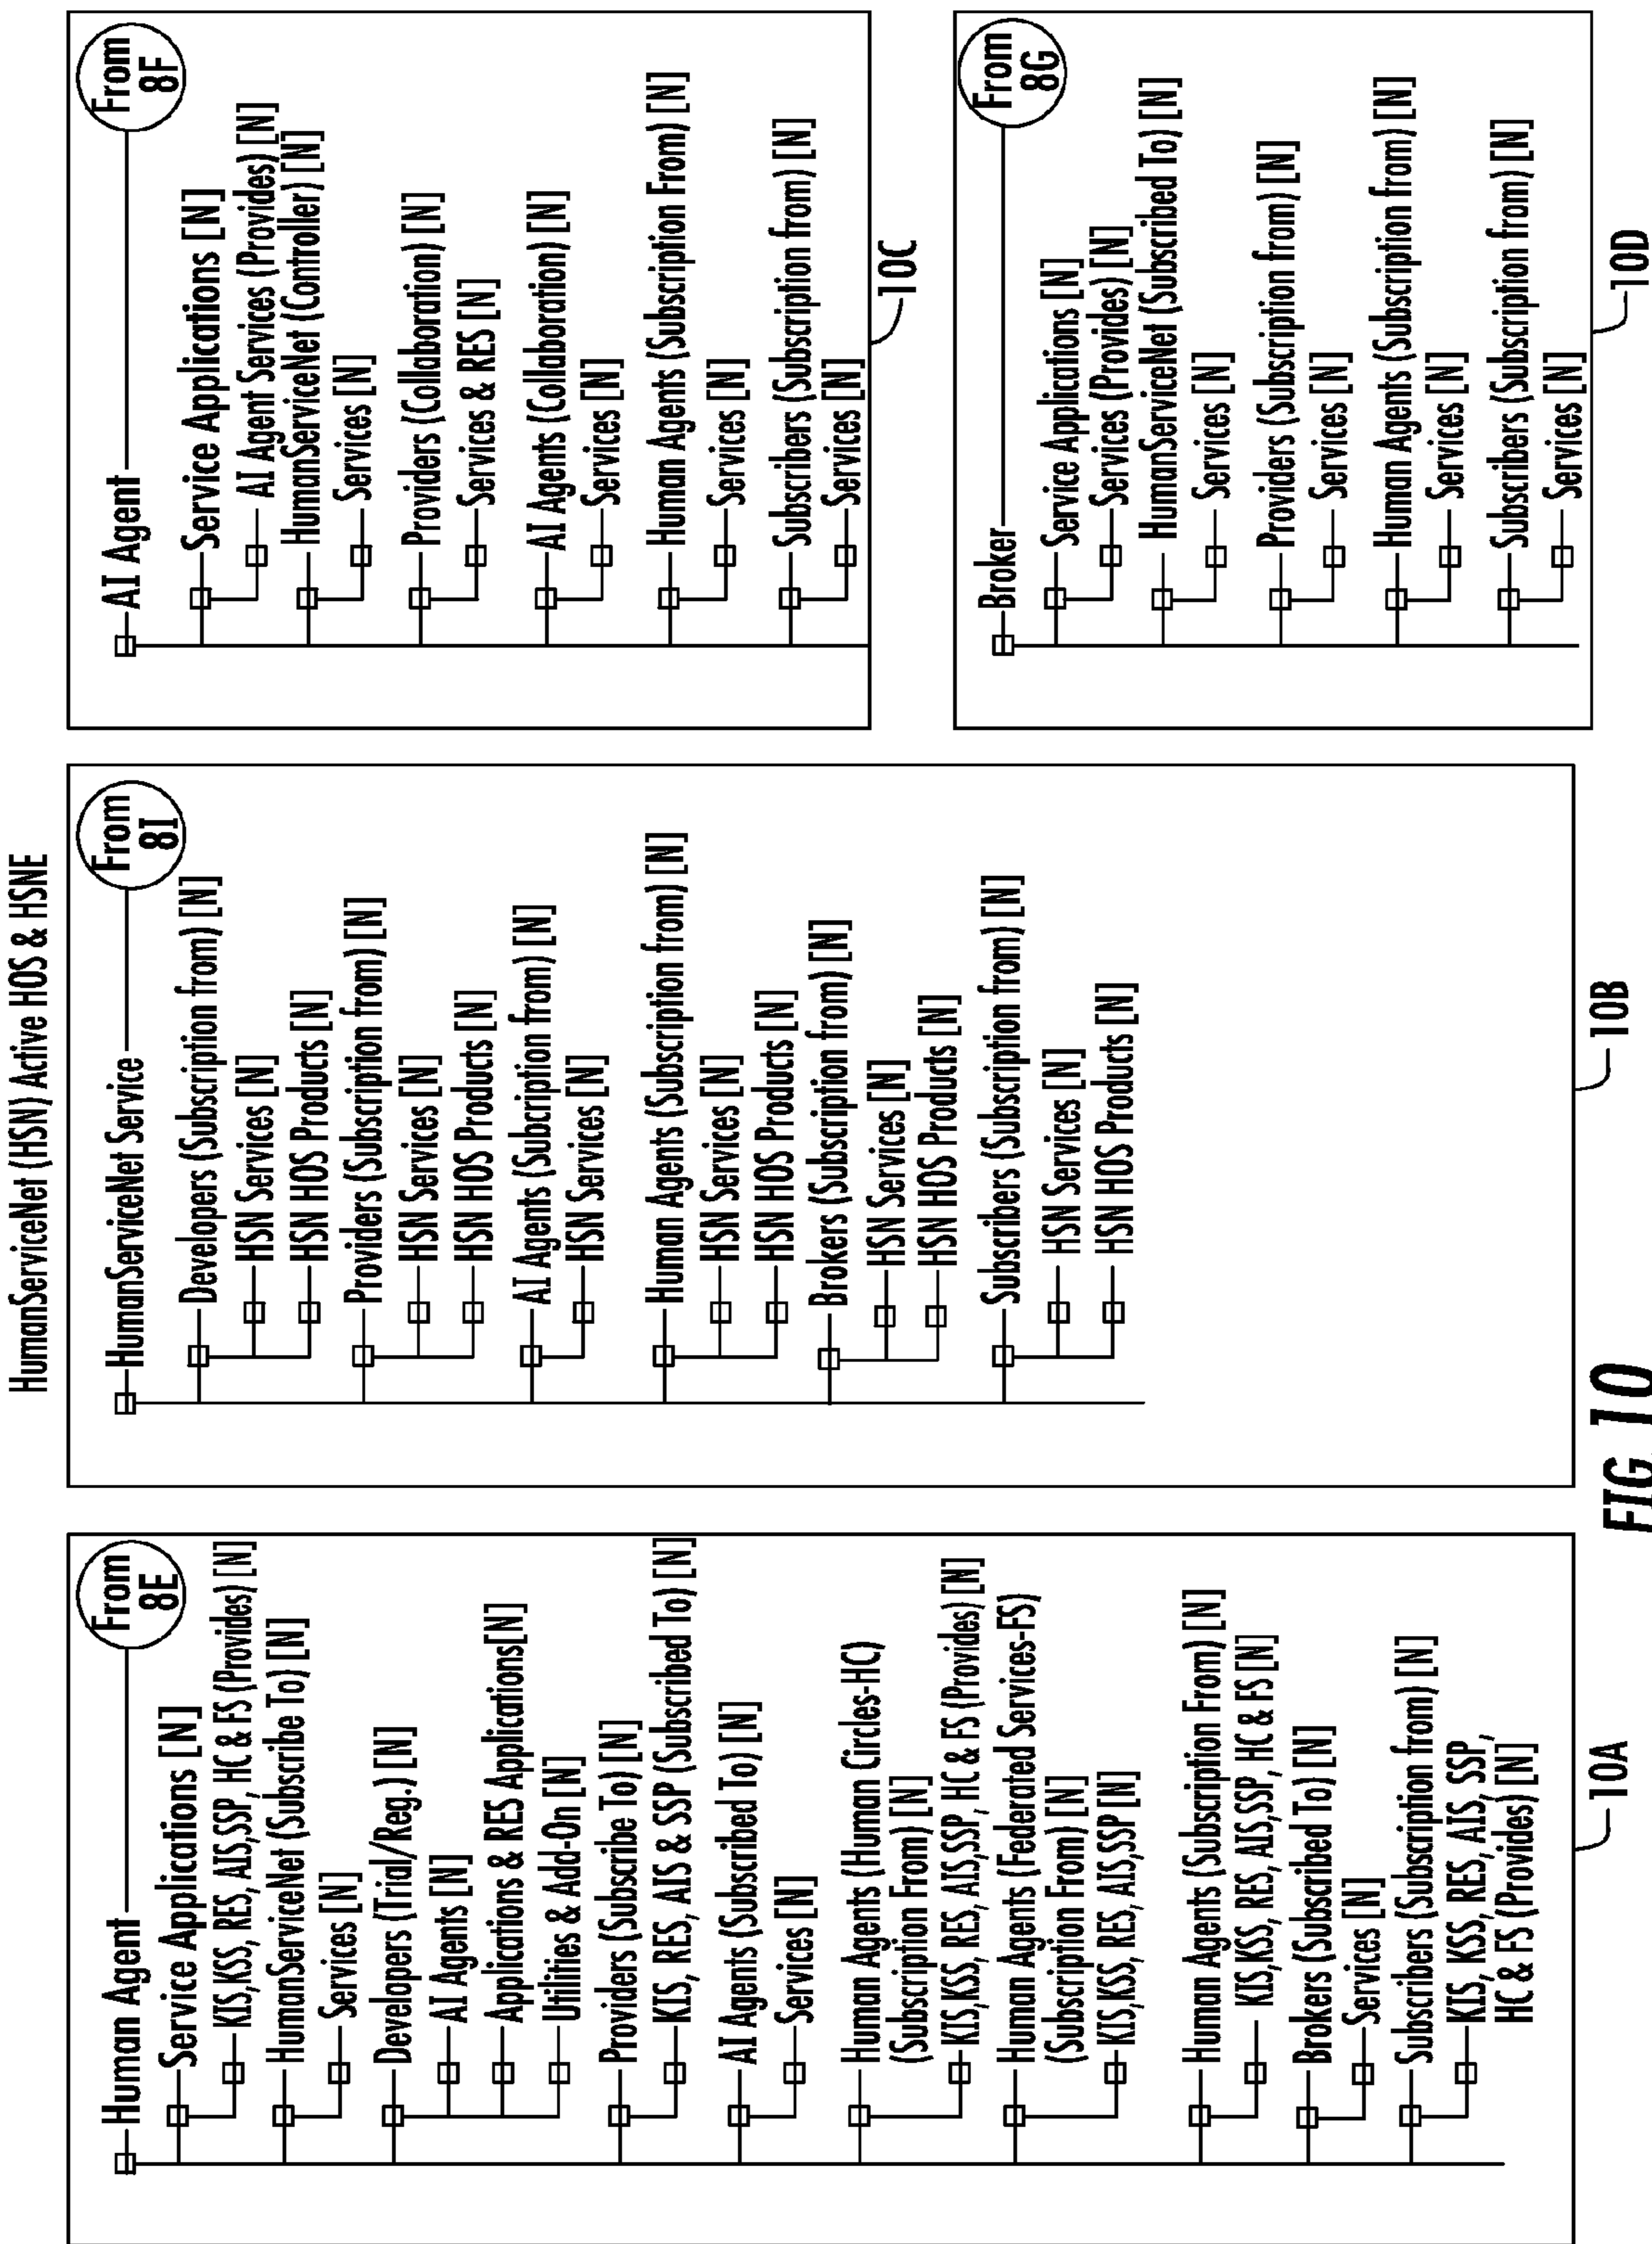 HumanServiceNet (HSN) Active HOS & HSNE
Human Agent
From
8E
Service Applications [N]
KIS,KSS, RES, AIS,SSP, HC & FS (Provides) [N]
HumanServiceNet (Subscribe To) [N]
Services [N]
Developers (Trial/Reg.) [N]
AI Agents [N]
Applications & RES Applications[N]
Utilities & Add-On [N]
Providers (Subscribe To) [N]
KIS, RES, AIS & SSP (Subscribed To) [N]
AI Agents (Subscribed To) [N]
Services [N]
Human Agents (Human Circles-HC)
(Subscription From) [N]
KIS,KSS, RES, AIS,SSP, HC & FS (Provides) [N]
Human Agents (Federated Services-FS)
(Subscription From) [N]
KIS,KSS, RES, AIS,SSP [N]
Human Agents (Subscription From) [N]
KIS,KSS, RES, AIS,SSP, HC & FS [N]
Brokers (Subscribed To) [N]
Services [N]
Subscribers (Subscription from) [N]
KIS, KSS, RES, AIS, SSP,
HC & FS (Provides) [N]
10A
HumanServiceNet Service
From
8I
Developers (Subscription from) [N]
HSN Services [N]
HSN HOS Products [N]
Providers (Subscription from) [N]
HSN Services [N]
HSN HOS Products [N]
AI Agents (Subcription from) [N]
HSN Services [N]
Human Agents (Subscription from) [N]
HSN Services [N]
HSN HOS Products [N]
Brokers (Subscription from) [N]
HSN Services [N]
HSN HOS Products [N]
Subscribers (Subscription from) [N]
HSN Services [N]
HSN HOS Products [N]
10B
AI Agent
From
8F
Service Applications [N]
AI Agent Services (Provides) [N]
HumanServiceNet (Controller) [N]
Services [N]
Providers (Collaboration) [N]
Services & RES [N]
AI Agents (Collaboration) [N]
Services [N]
Human Agents (Subscription From) [N]
Services [N]
Subscribers (Subscription from) [N]
Services [N]
10C
Broker
From
8G
Service Applications [N]
Services (Provides) [N]
HumanServiceNet (Subscribed To) [N]
Services [N]
Providers (Subscription from) [N]
Services [N]
Human Agents (Subscription from) [N]
Services [N]
Subscribers (Subscription from) [N]
Services [N]
10D
FIG. 10